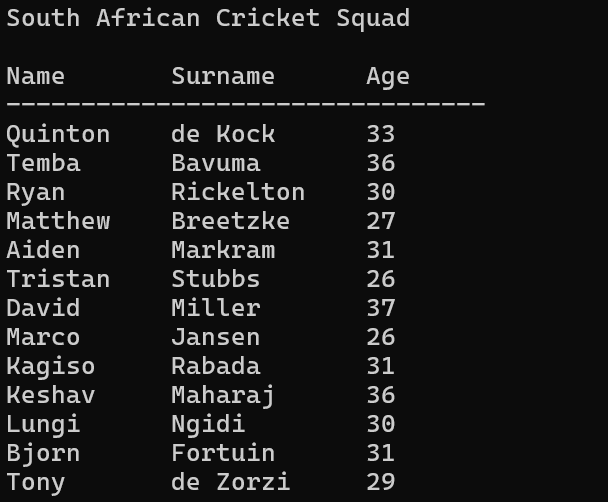 South African Cricket Squad
Name Surname Age
--------------------------------
Quinton de Kock 33
Temba Bavuma 36
Ryan Rickelton 30
Matthew Breetzke 27
Aiden Markram 31
Tristan Stubbs 26
David Miller 37
Marco Jansen 26
Kagiso Rabada 31
Keshav Maharaj 36
Lungi Ngidi 30
Bjorn Fortuin 31
Tony de Zorzi 29